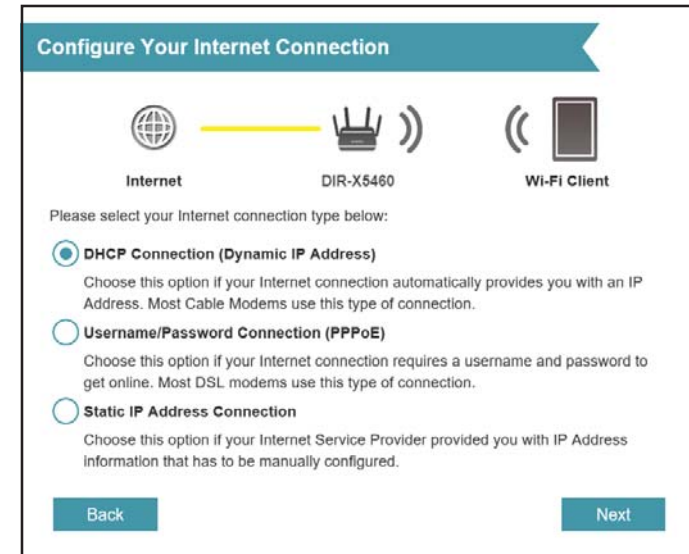 Configure Your Internet Connection
Internet DIR-X5460 Wi-Fi Client
Please select your Internet connection type below:
DHCP Connection (Dynamic IP Address)
Choose this option if your Internet connection automatically provides you with an IP
Address. Most Cable Modems use this type of connection.
Username/Password Connection (PPPoE)
Choose this option if your Internet connection requires a username and password to
get online. Most DSL modems use this type of connection.
Static IP Address Connection
Choose this option if your Internet Service Provider provided you with IP Address
information that has to be manually configured.
Back Next